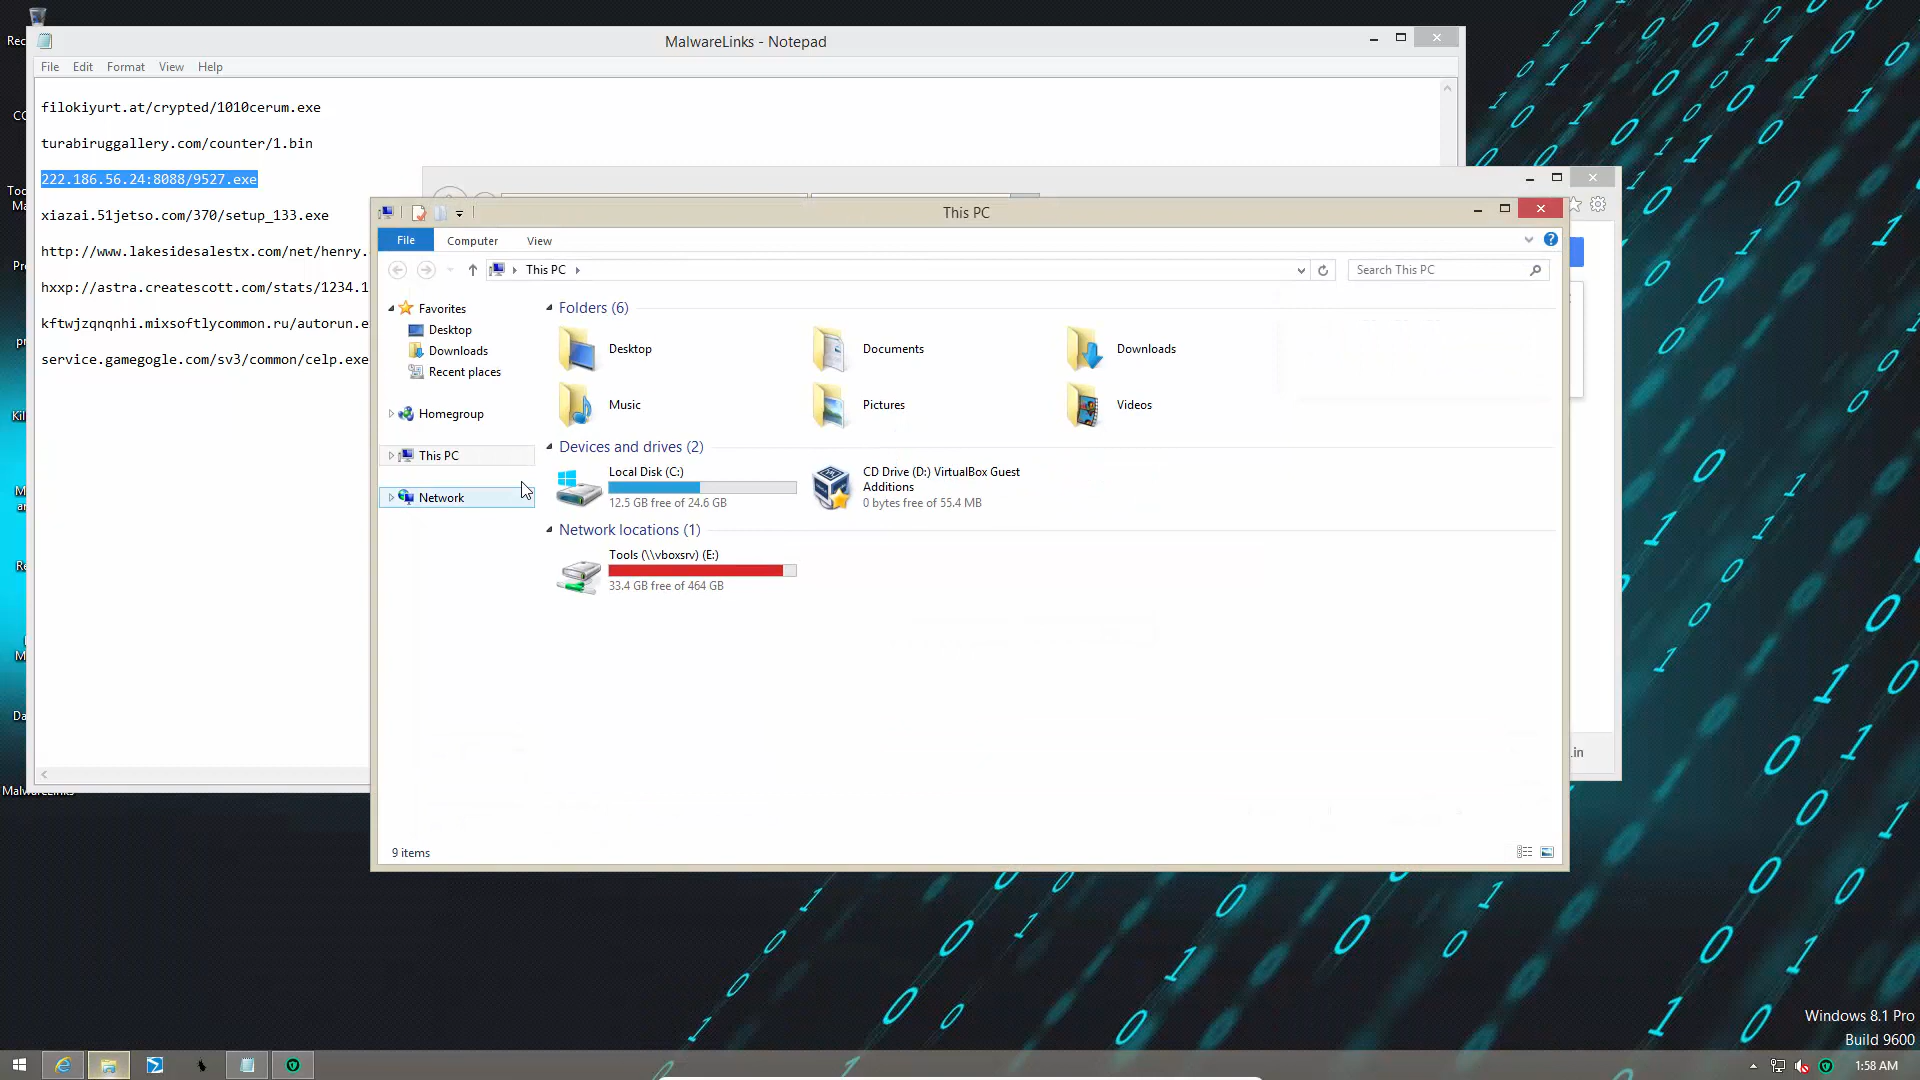 MalwareLinks - Notepad
File Edit Format View Help
filokiyurt.at/crypted/1010cerum.exe
turabiruggallery.com/counter/1.bin
222.186.56.24:8088/9527.exe
xiazai.51jetso.com/370/setup_133.exe
http://www.lakesidesalestx.com/net/henry.
hxxp://astra.createscott.com/stats/1234.1
kftwjzqnqnhi.mixsoftlycommon.ru/autorun.e
service.gamegogle.com/sv3/common/celp.exe
This PC
File Computer View
This PC
Search This PC
Favorites
Desktop
Downloads
Recent places
Homegroup
This PC
Network
Folders (6)
Desktop
Documents
Downloads
Music
Pictures
Videos
Devices and drives (2)
Local Disk (C:)
12.5 GB free of 24.6 GB
CD Drive (D:) VirtualBox Guest
Additions
0 bytes free of 55.4 MB
Network locations (1)
Tools (\\vboxsrv) (E:)
33.4 GB free of 464 GB
9 items
Windows 8.1 Pro
Build 9600
1:58 AM